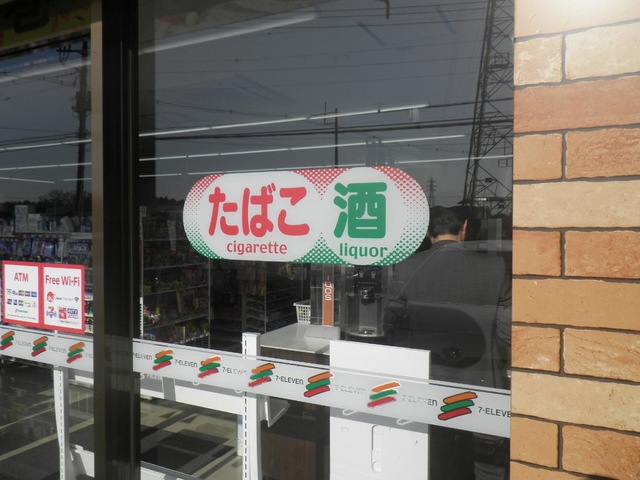 たばこ 酒
cigarette liquor
ATM
Free Wi-Fi
SOL
7-ELEVEN 7-ELEVEN 7-ELEVEN 7-ELEVEN 7-ELEVEN